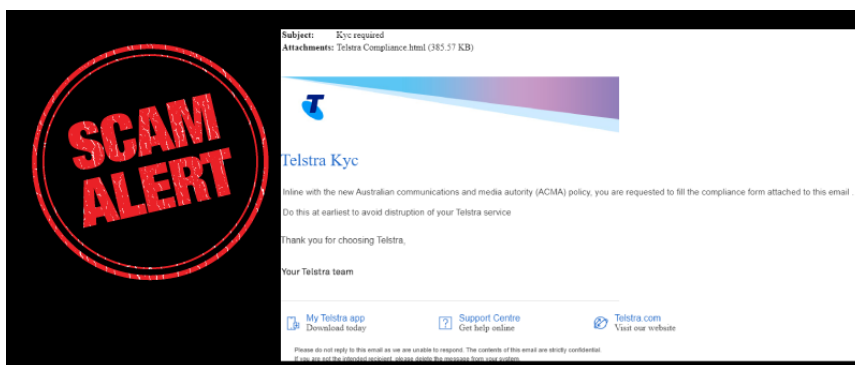 SCAM
ALERT
Subject: Kyc required
Attachments: Telstra Compliance.html (385.57 KB)
T
Telstra Kyc
Inline with the new Australian communications and media autority (ACMA) policy, you are requested to fill the compliance form attached to this email .
Do this at earliest to avoid distruption of your Telstra service
Thank you for choosing Telstra,
Your Telstra team
My Telstra app
Download today
Support Centre
Get help online
Telstra.com
Visit our website
Please do not reply to this email as we are unable to respond. The contents of this email are strictly confidential.
If you are not the intended recipient, please delete the message from your system.